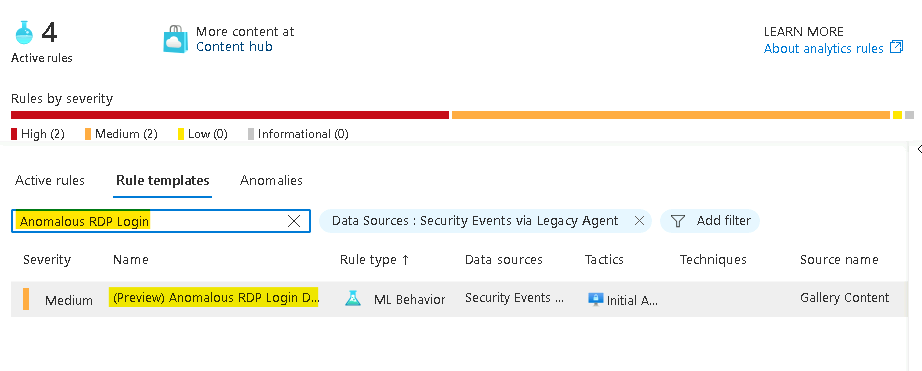 4
Active rules
More content at
Content hub
LEARN MORE
About analytics rules
Rules by severity
High (2) Medium (2) Low (0) Informational (0)
Active rules Rule templates Anomalies
Anomalous RDP Login Data Sources : Security Events via Legacy Agent Add filter
Severity Name Rule type ↑ Data sources Tactics Techniques Source name
Medium (Preview) Anomalous RDP Login D... ML Behavior Security Events ... Initial A... Gallery Content